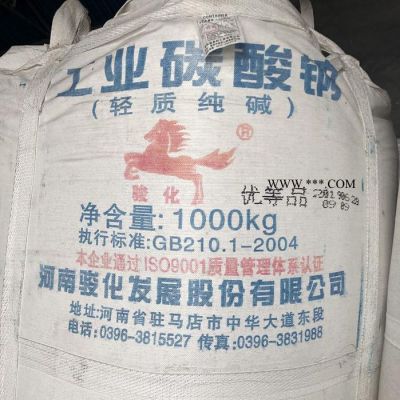 工业碳酸钠
(轻质纯碱)
骏化
WWW.***.COM
优等品
09 09
净含量:1000kg
执行标准:GB210.1-2004
本企业通过ISO9001质量管理体系认证
河南骏化发展股份有限公司
地址:河南省驻马店市中华大道东段
电话:0396-3815527 传真:0396-3831988